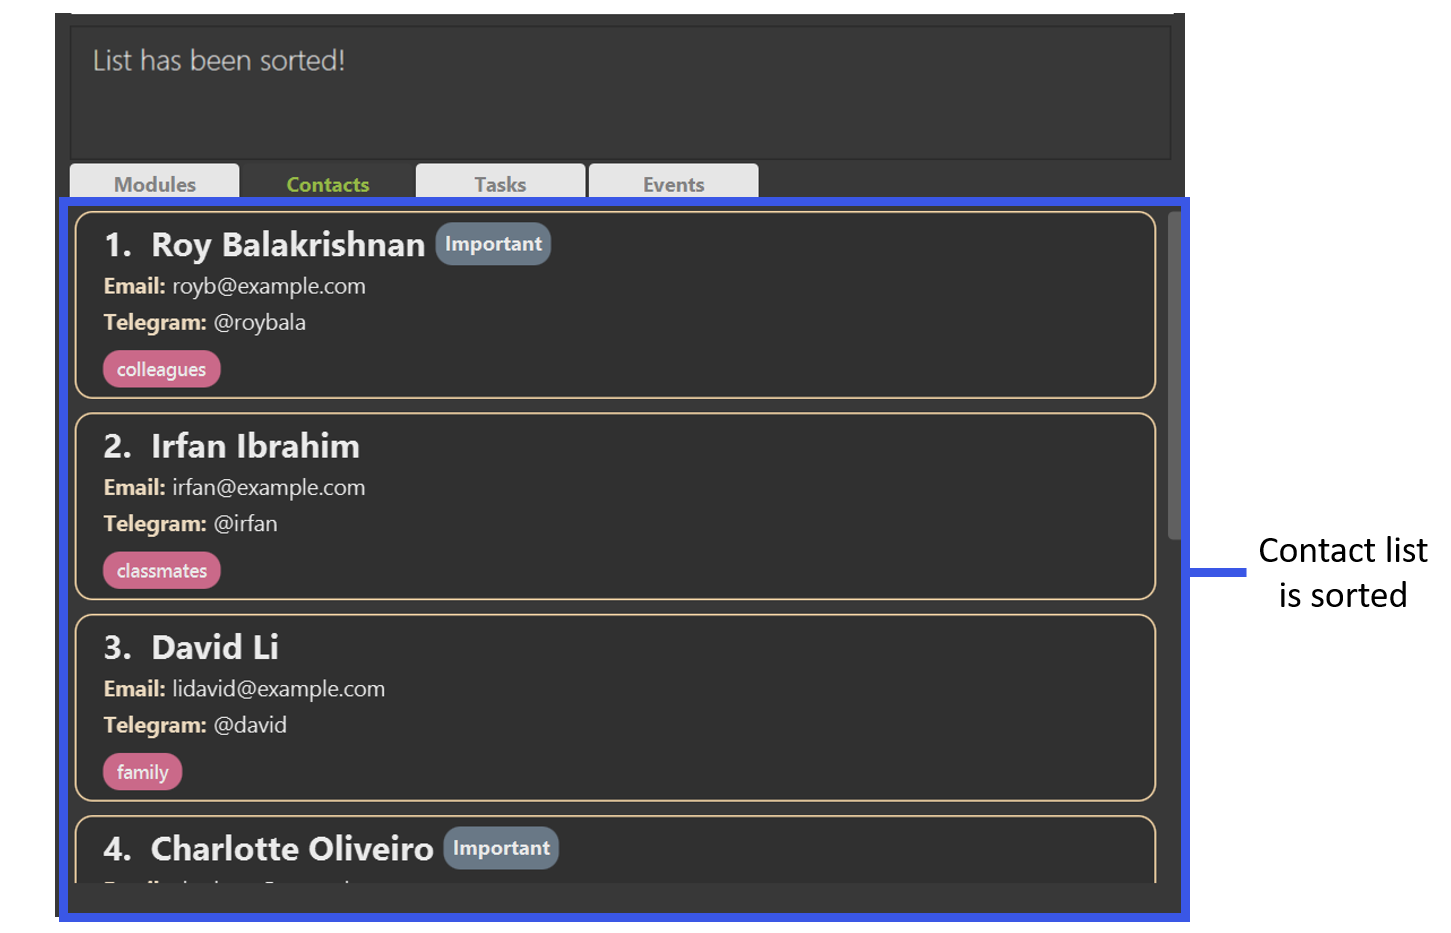 List has been sorted!
Modules Contacts Tasks Events
1. Roy Balakrishnan Important
Email: royb@example.com
Telegram: @roybala
colleagues
2. Irfan Ibrahim
Email: irfan@example.com
Telegram: @irfan
classmates
3. David Li
Email: lidavid@example.com
Telegram: @david
family
4. Charlotte Oliveiro Important
Contact list
is sorted